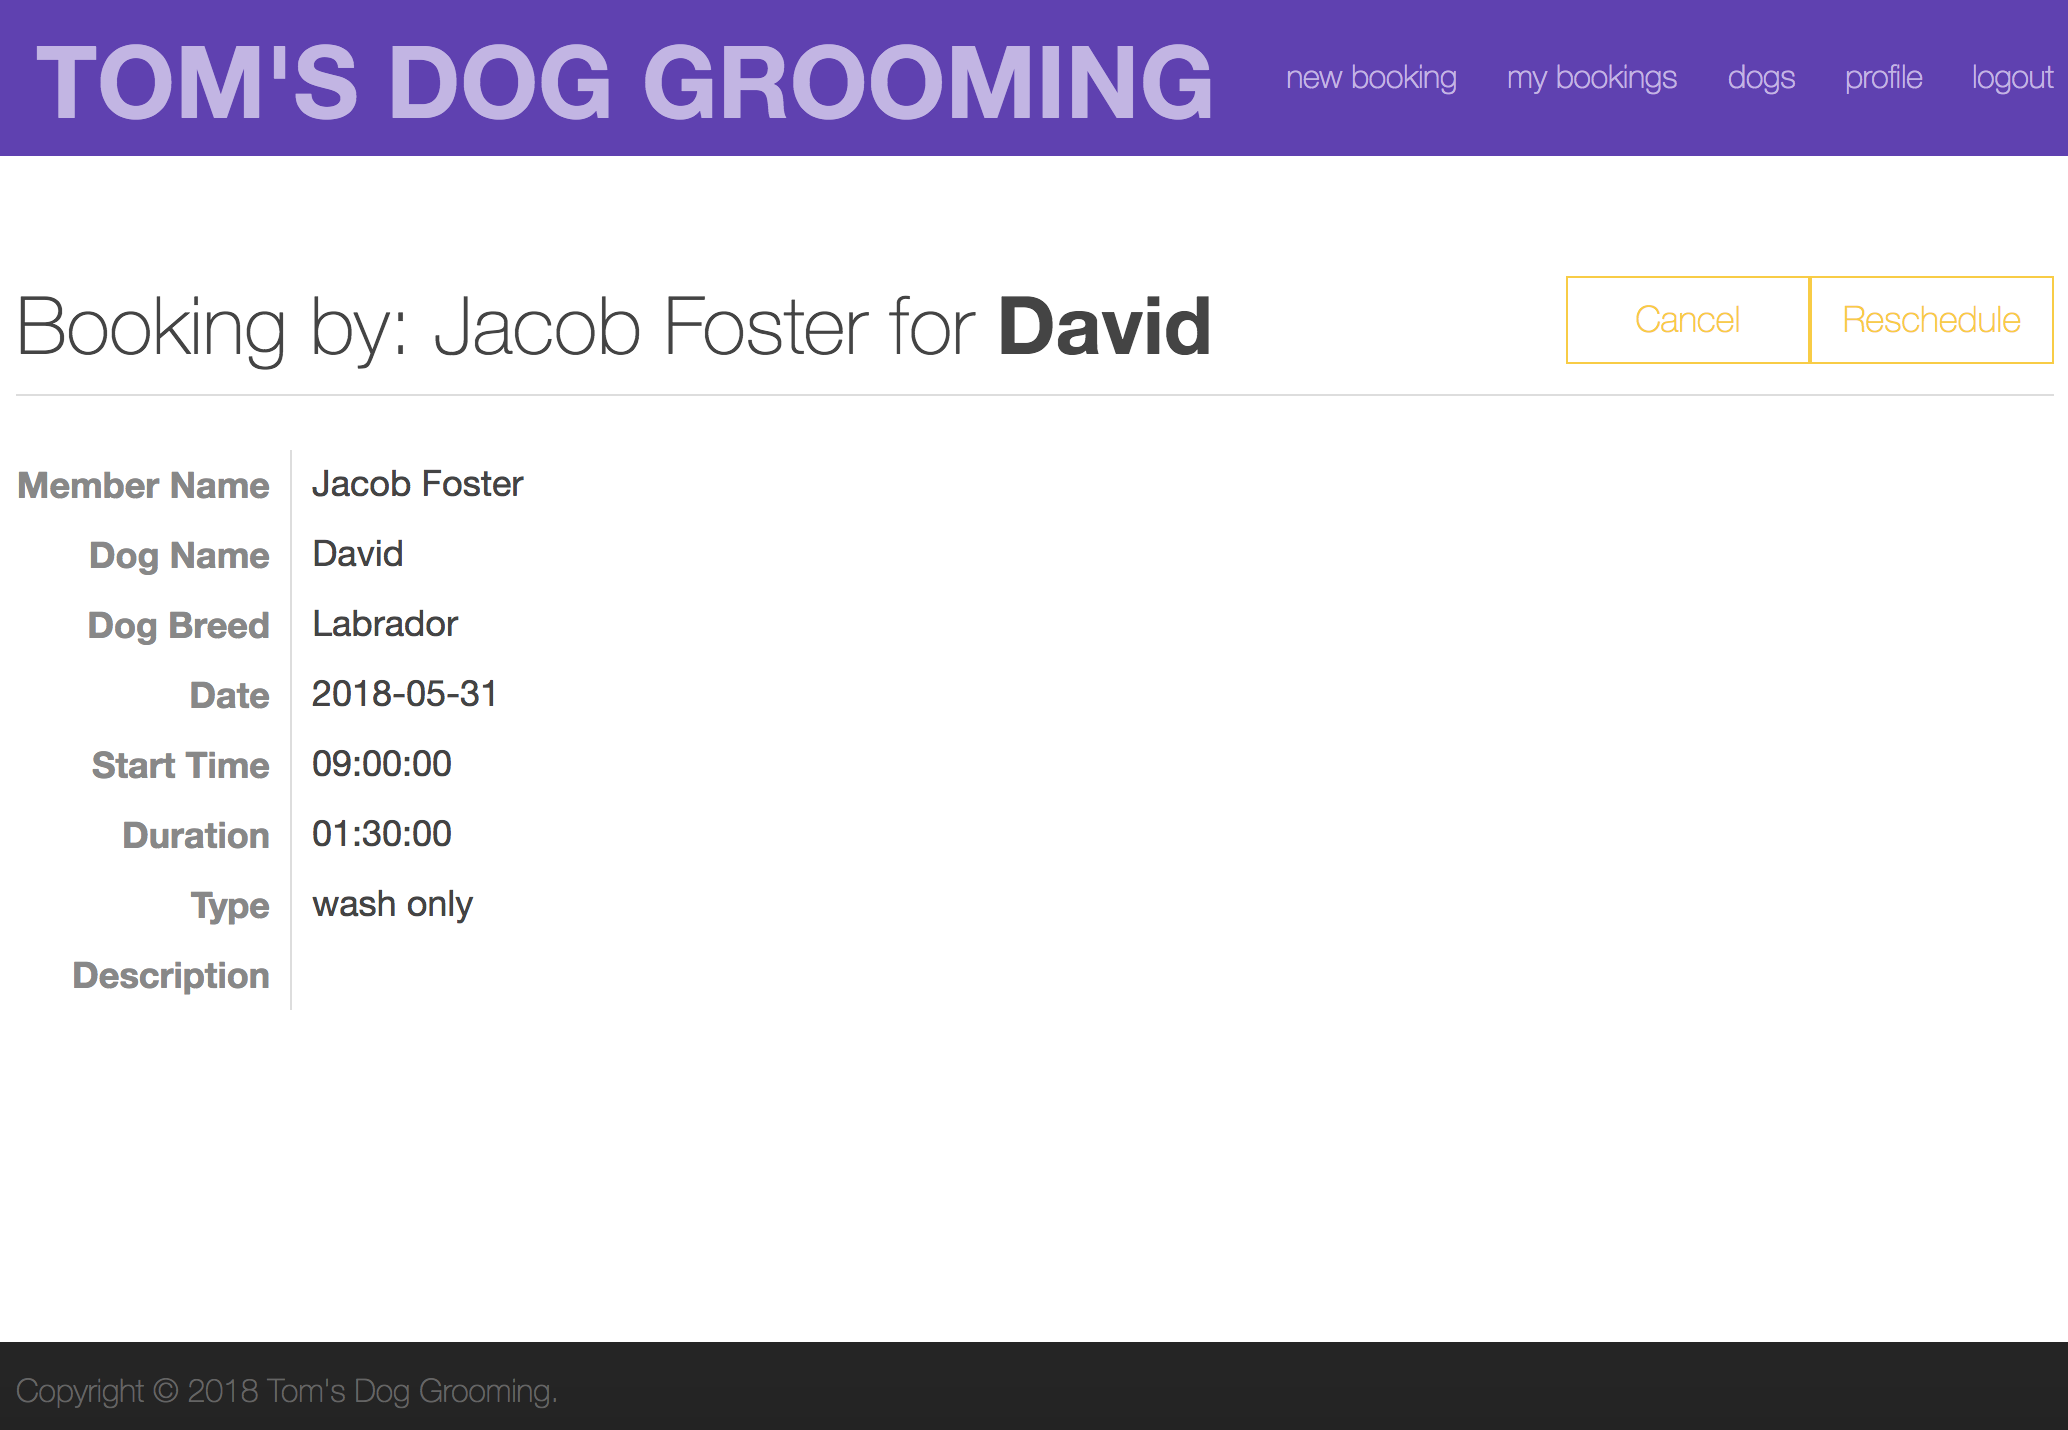 TOM'S DOG GROOMING new booking my bookings dogs profile logout
Booking by: Jacob Foster for David Cancel Reschedule
Member Name Jacob Foster
Dog Name David
Dog Breed Labrador
Date 2018-05-31
Start Time 09:00:00
Duration 01:30:00
Type wash only
Description
Copyright © 2018 Tom's Dog Grooming.